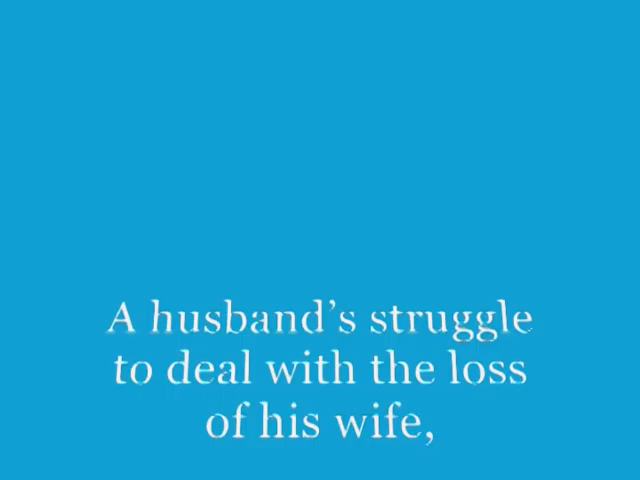 A husband’s struggle
to deal with the loss
of his wife,